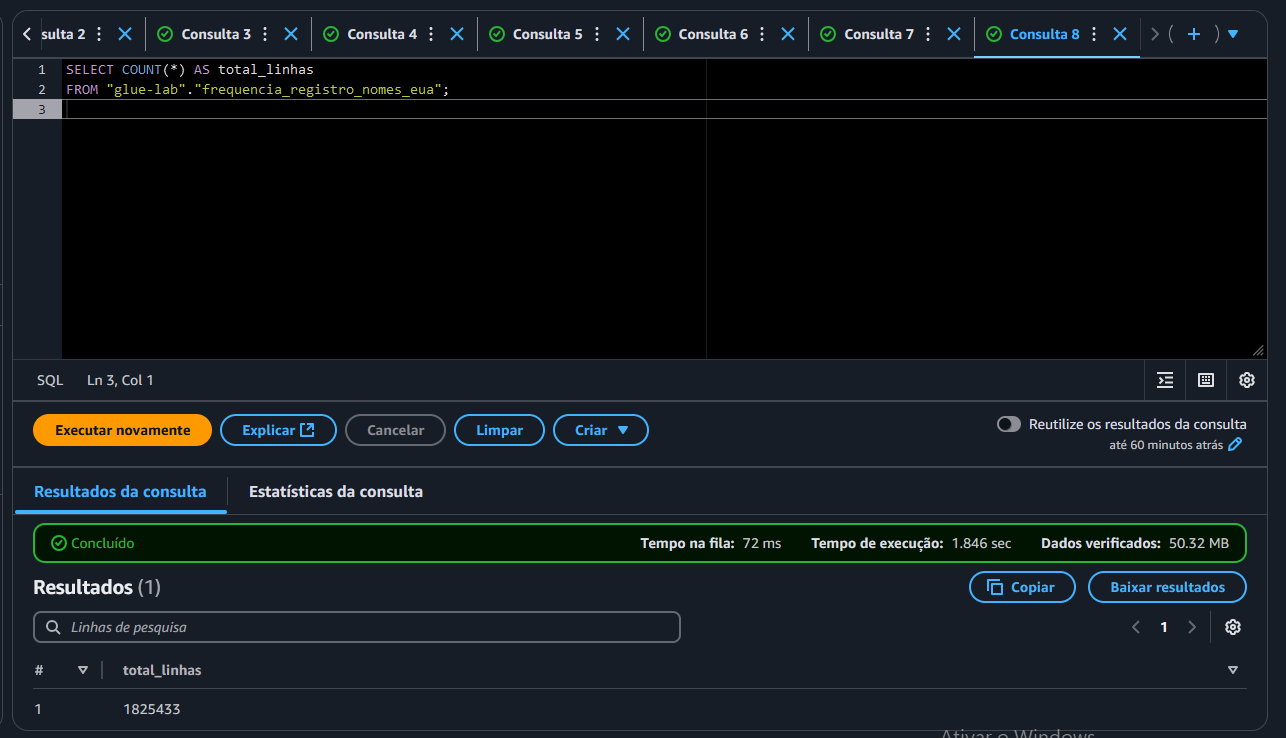 sulta 2 Consulta 3 Consulta 4 Consulta 5 Consulta 6 Consulta 7 Consulta 8
1 SELECT COUNT(*) AS total_linhas
2 FROM "glue-lab"."frequencia_registro_nomes_eua";
3
SQL Ln 3, Col 1
Executar novamente Explicar Cancelar Limpar Criar
Reutilize os resultados da consulta
até 60 minutos atrás
Resultados da consulta Estatísticas da consulta
Concluído Tempo na fila: 72 ms Tempo de execução: 1.846 sec Dados verificados: 50.32 MB
Resultados (1) Copiar Baixar resultados
Linhas de pesquisa 1
# total_linhas
1 1825433
Ativar o Windows